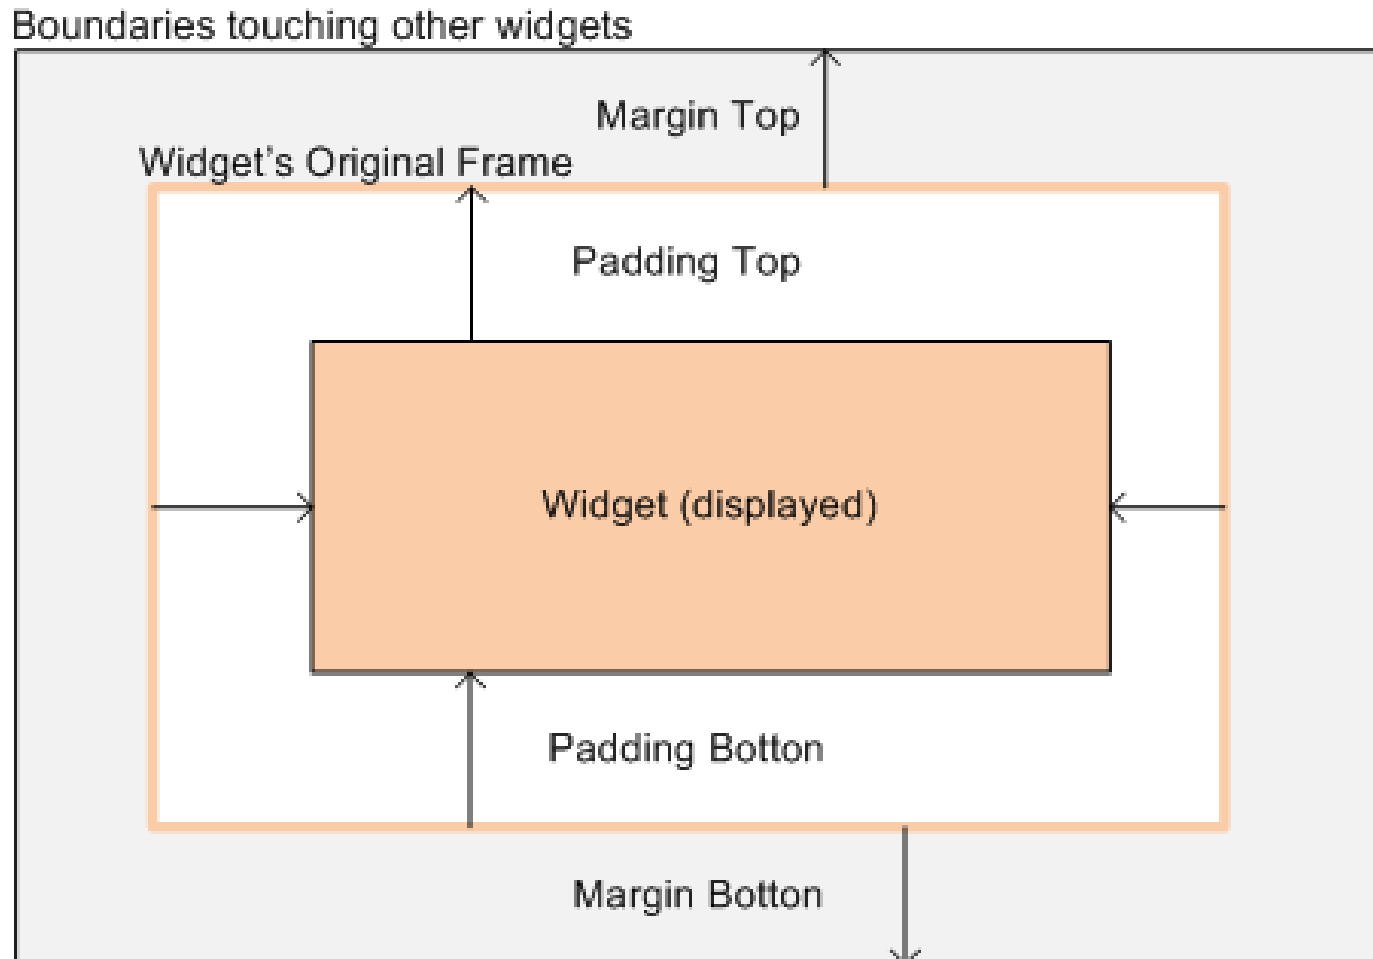 Boundaries touching other widgets
Margin Top
Widget's Original Frame
Padding Top
Widget (displayed)
Padding Botton
Margin Botton